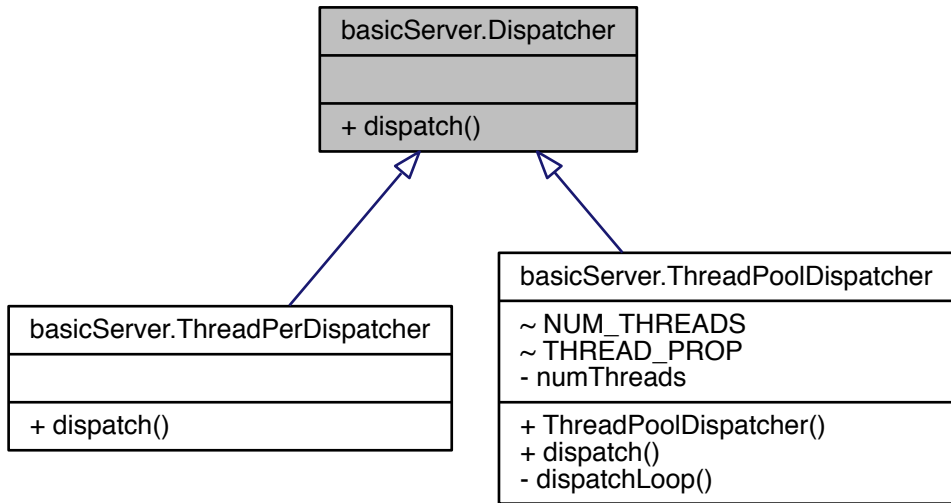 basicServer.Dispatcher
+ dispatch()
basicServer.ThreadPerDispatcher
+ dispatch()
basicServer.ThreadPoolDispatcher
~ NUM_THREADS
~ THREAD_PROP
- numThreads
+ ThreadPoolDispatcher()
+ dispatch()
- dispatchLoop()